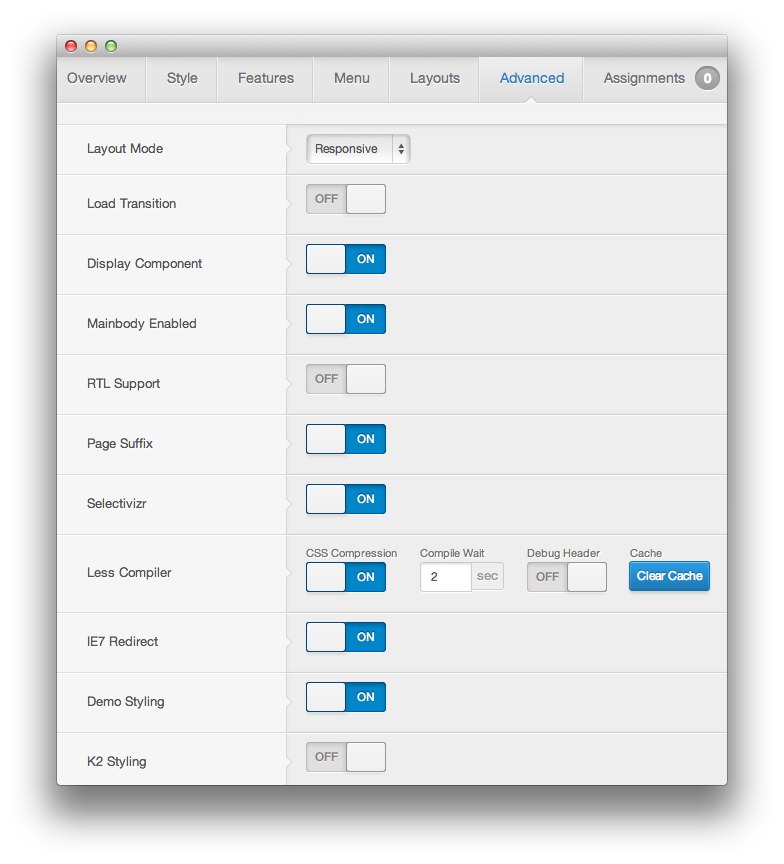 Overview Style Features Menu Layouts Advanced Assignments 0
Layout Mode Responsive
Load Transition OFF
Display Component ON
Mainbody Enabled ON
RTL Support OFF
Page Suffix ON
Selectivizr ON
CSS Compression Compile Wait Debug Header Cache
Less Compiler ON 2 sec OFF Clear Cache
IE7 Redirect ON
Demo Styling ON
K2 Styling OFF